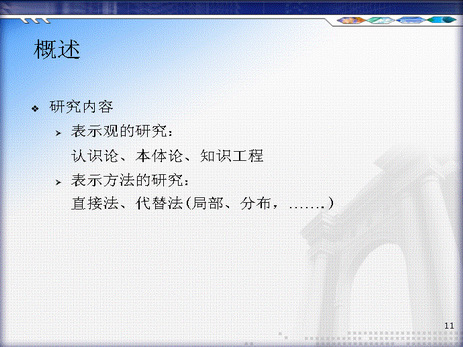 概述
❖ 研究内容
➢ 表示观的研究：
认识论、本体论、知识工程
➢ 表示方法的研究：
直接法、代替法(局部、分布，…….)
11